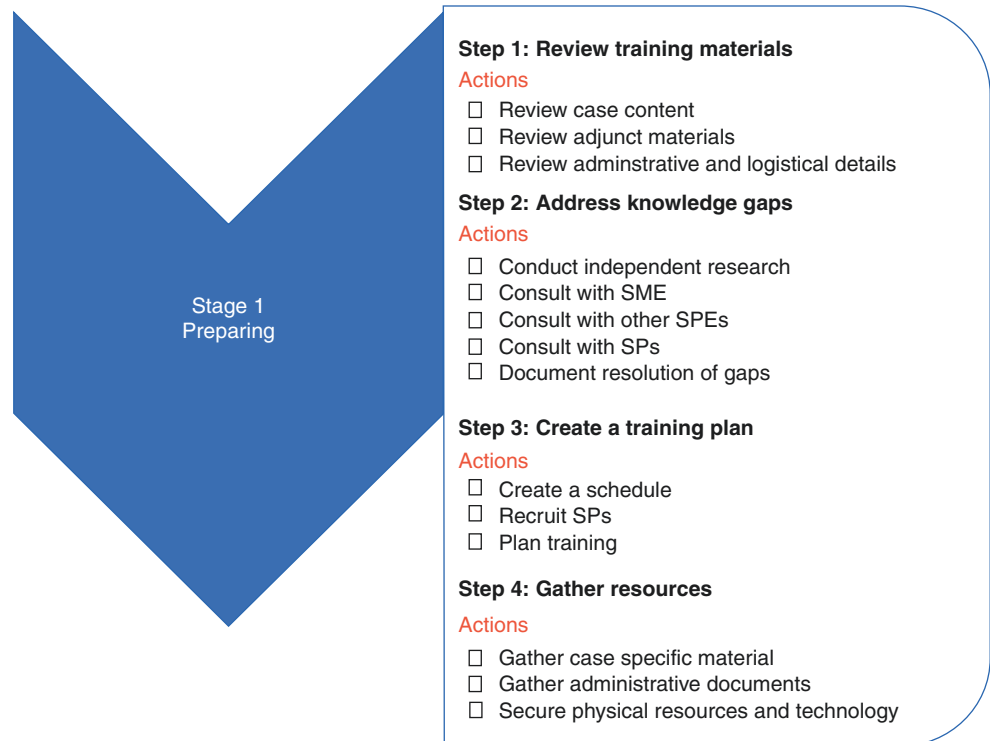 Stage 1
Preparing
Step 1: Review training materials
Actions
☐ Review case content
☐ Review adjunct materials
☐ Review adminstrative and logistical details
Step 2: Address knowledge gaps
Actions
☐ Conduct independent research
☐ Consult with SME
☐ Consult with other SPEs
☐ Consult with SPs
☐ Document resolution of gaps
Step 3: Create a training plan
Actions
☐ Create a schedule
☐ Recruit SPs
☐ Plan training
Step 4: Gather resources
Actions
☐ Gather case specific material
☐ Gather administrative documents
☐ Secure physical resources and technology